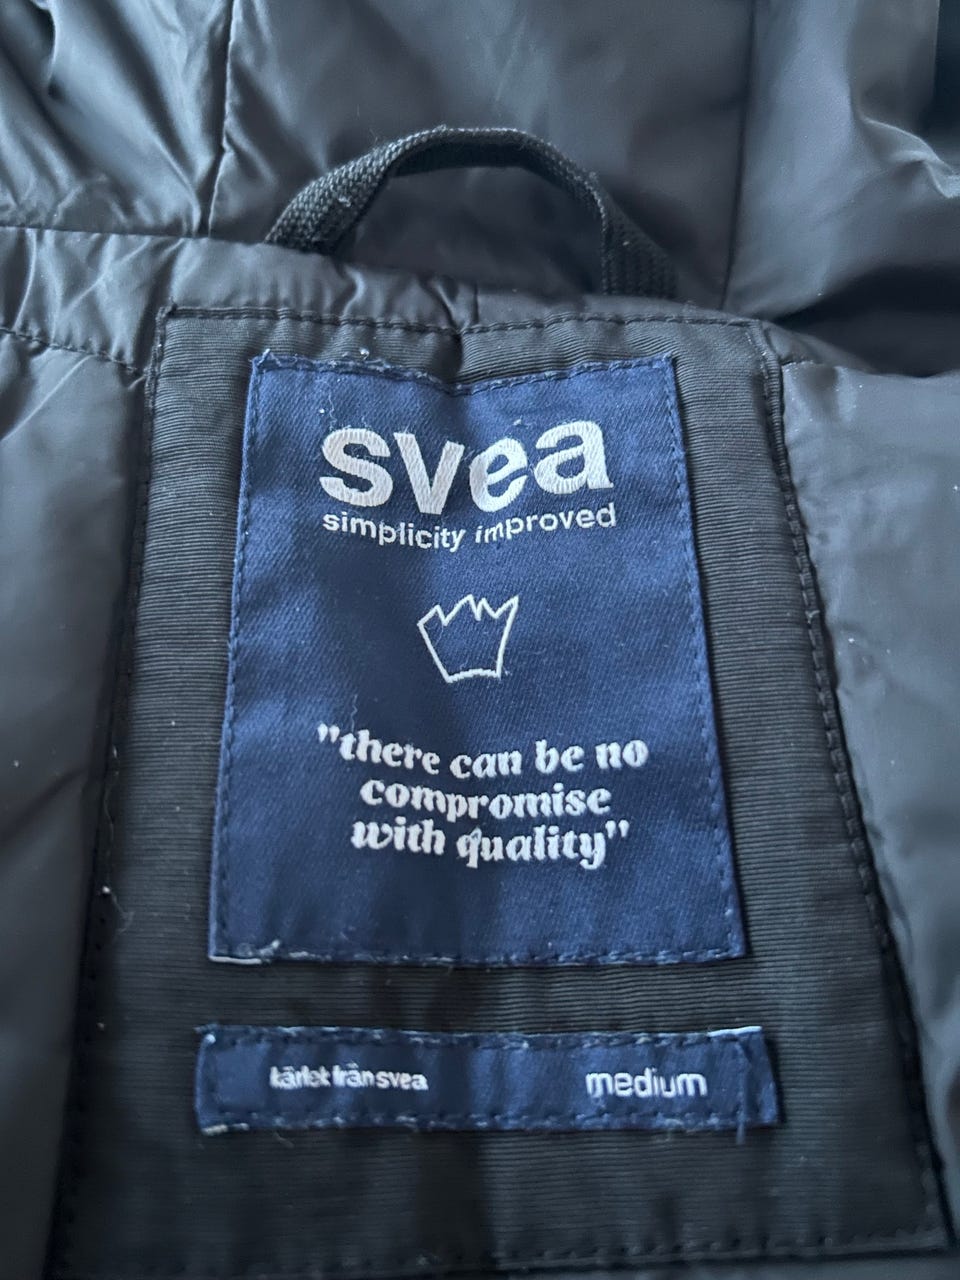 svea
simplicity improved
"there can be no
compromise
with quality"
kärlek från svea
medium